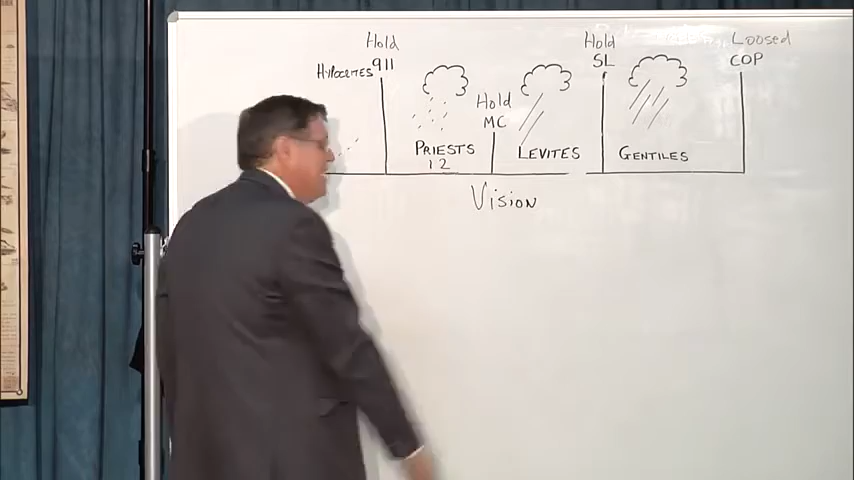 Hold Hold Loosed
911 SL COP
HYPOCRITES
Hold
MC
PRIESTS LEVITES GENTILES
12
Vision